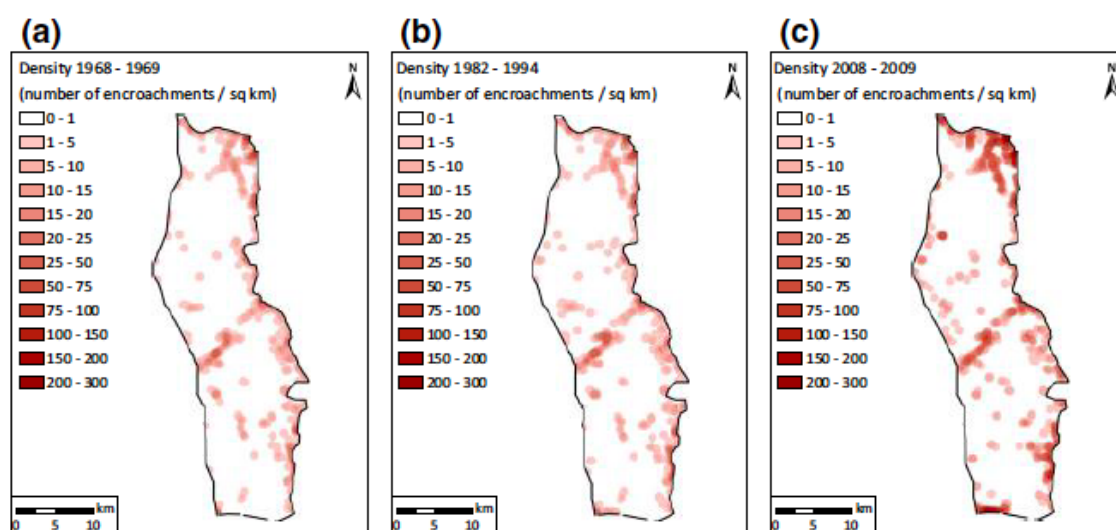 (a)
Density 1968 - 1969
N
(number of encroachments / sq km)
0 - 1
1 - 5
5 - 10
10 - 15
15 - 20
20 - 25
25 - 50
50 - 75
75 - 100
100 - 150
150 - 200
200 - 300
km
0 5 10
(b)
Density 1982 - 1994
N
(number of encroachments / sq km)
0 - 1
1 - 5
5 - 10
10 - 15
15 - 20
20 - 25
25 - 50
50 - 75
75 - 100
100 - 150
150 - 200
200 - 300
km
0 5 10
(c)
Density 2008 - 2009
N
(number of encroachments / sq km)
0 - 1
1 - 5
5 - 10
10 - 15
15 - 20
20 - 25
25 - 50
50 - 75
75 - 100
100 - 150
150 - 200
200 - 300
km
0 5 10